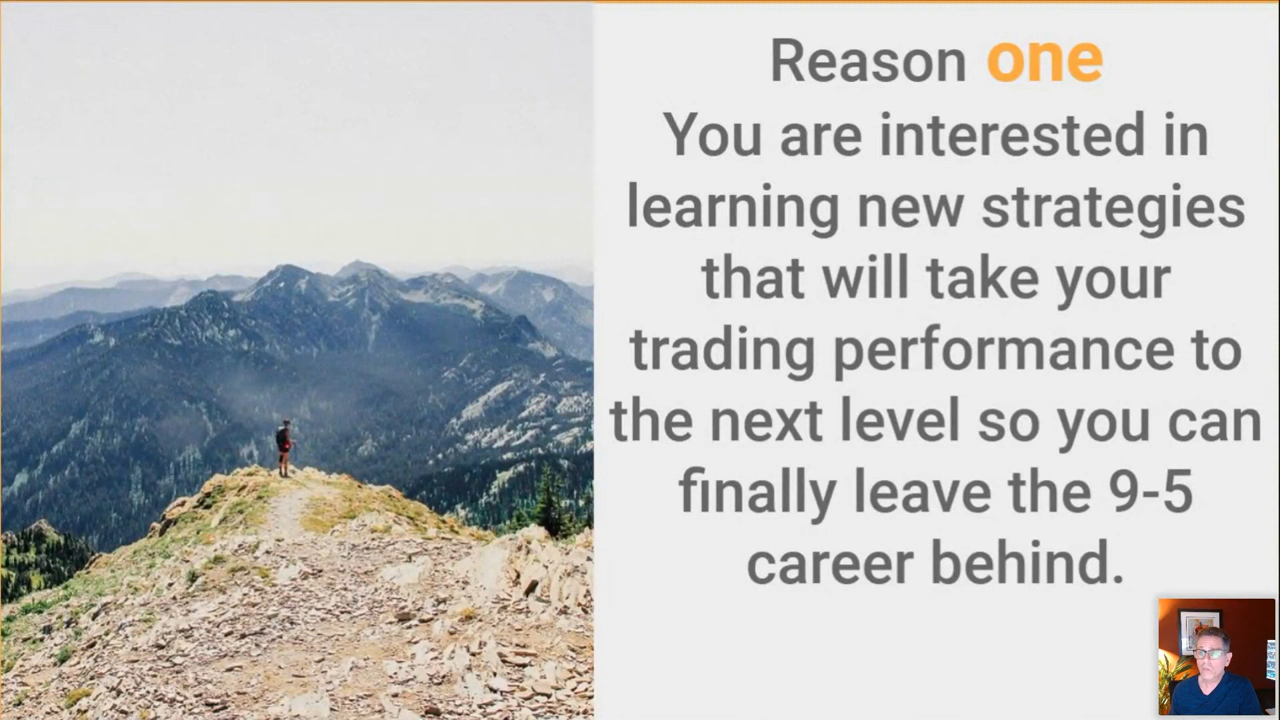 Reason one
You are interested in
learning new strategies
that will take your
trading performance to
the next level so you can
finally leave the 9-5
career behind.